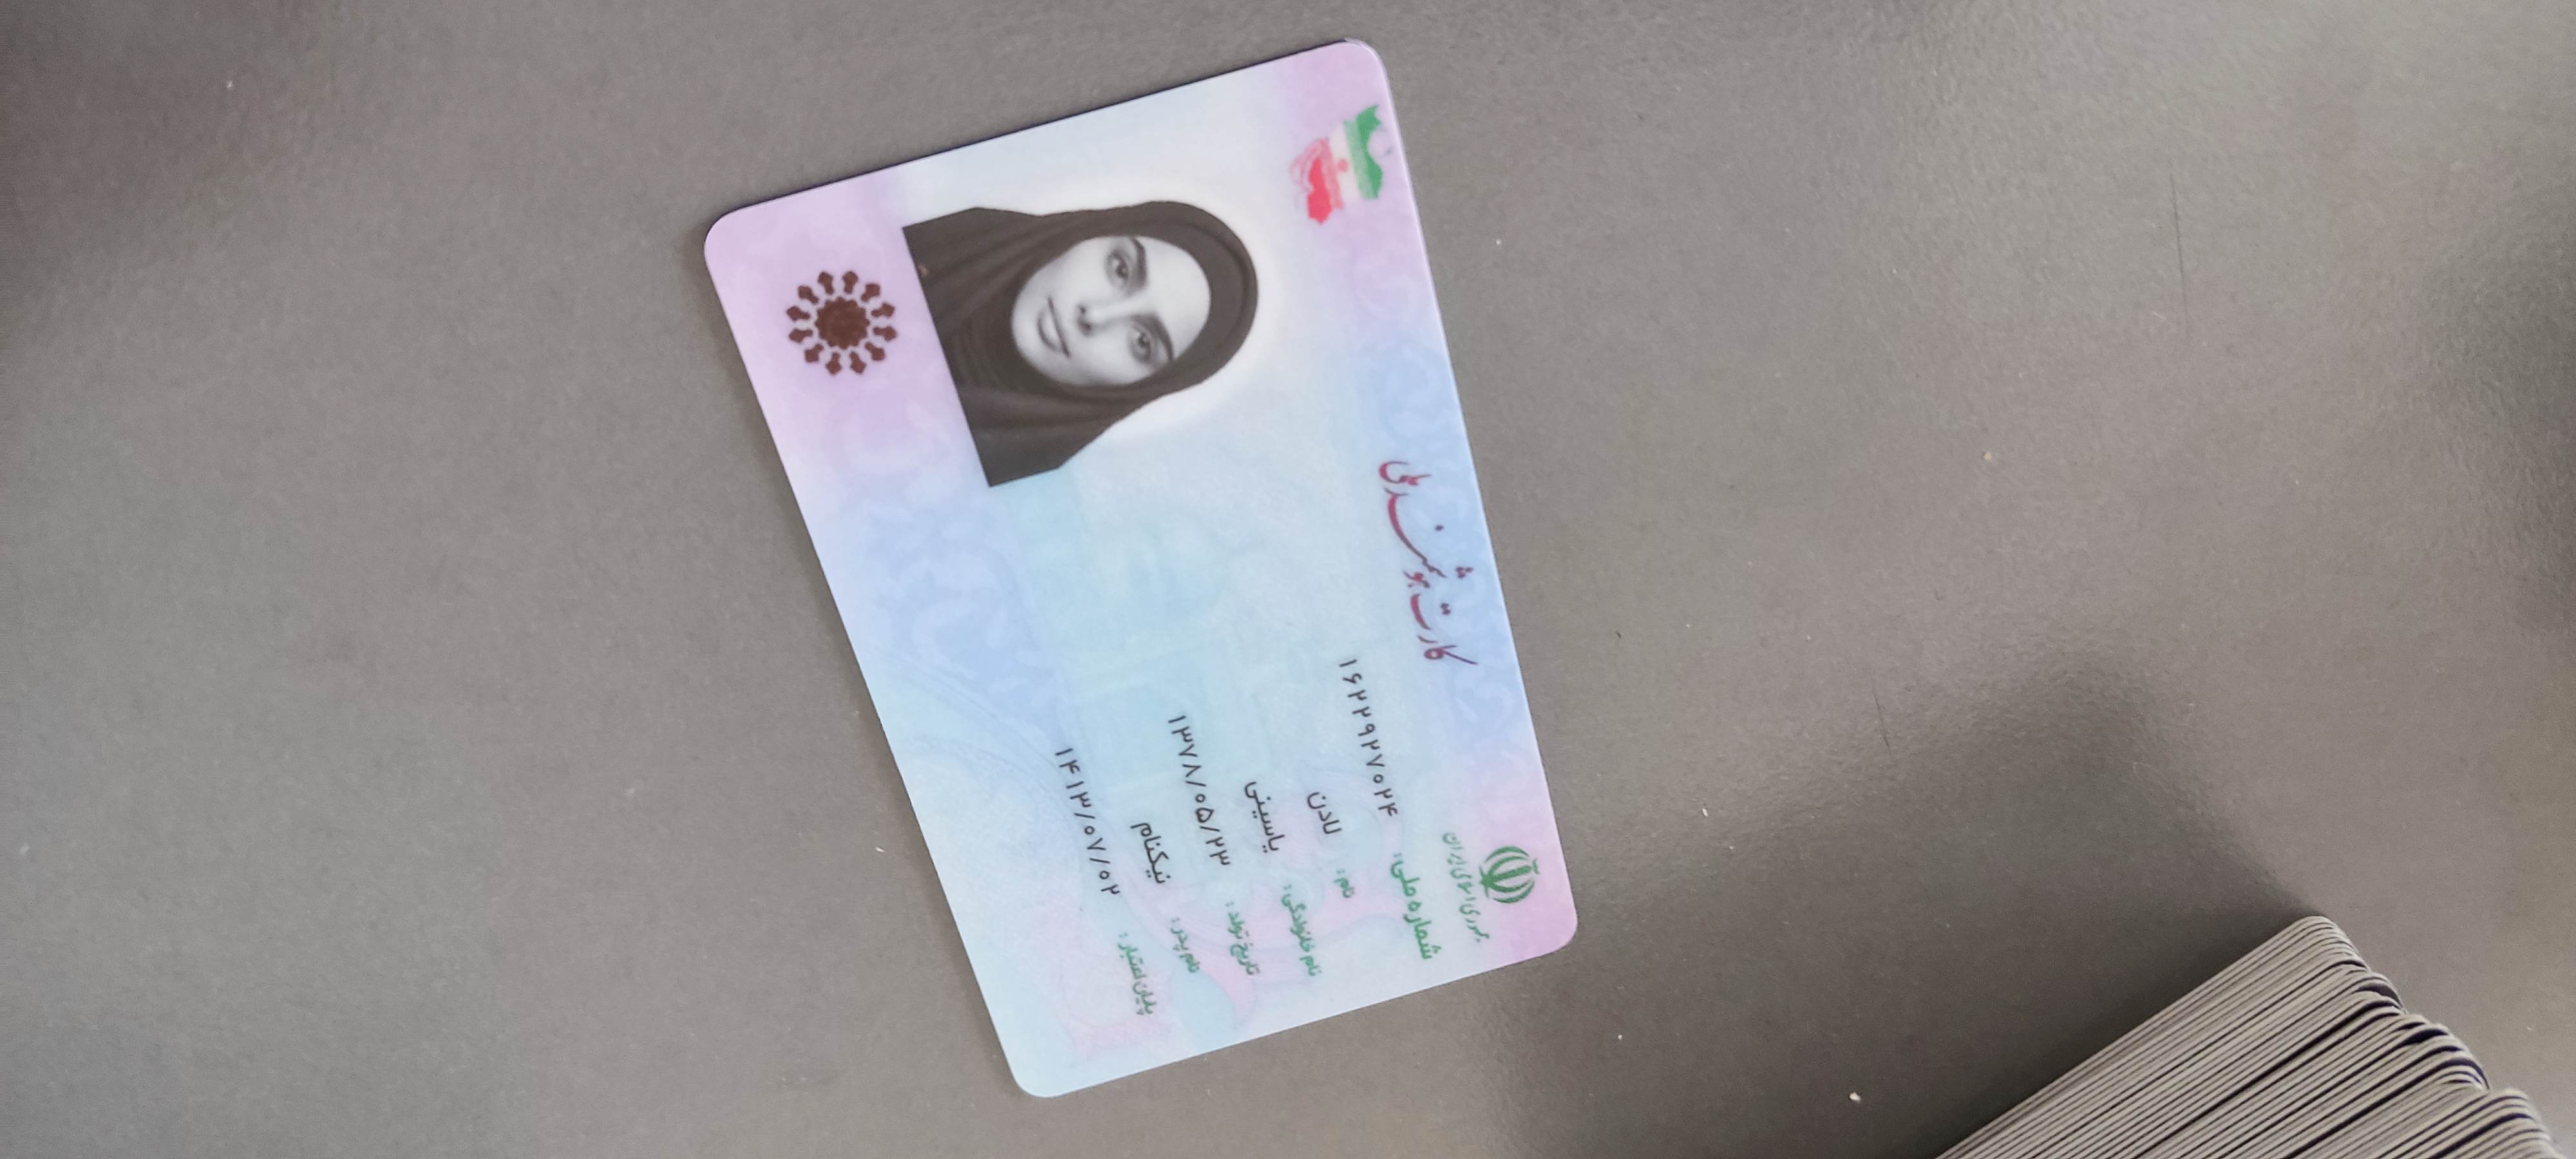 جمهوری اسلامی ایران
کارت هوشمند ملی
شماره ملی: ۱۶۲۲۹۲۷۰۲۴
نام: لادن
نام خانوادگی: یاسینی
تاریخ تولد: ۱۳۷۸/۰۵/۲۳
نام پدر: نیکنام
پایان اعتبار: ۱۴۱۳/۰۷/۰۲